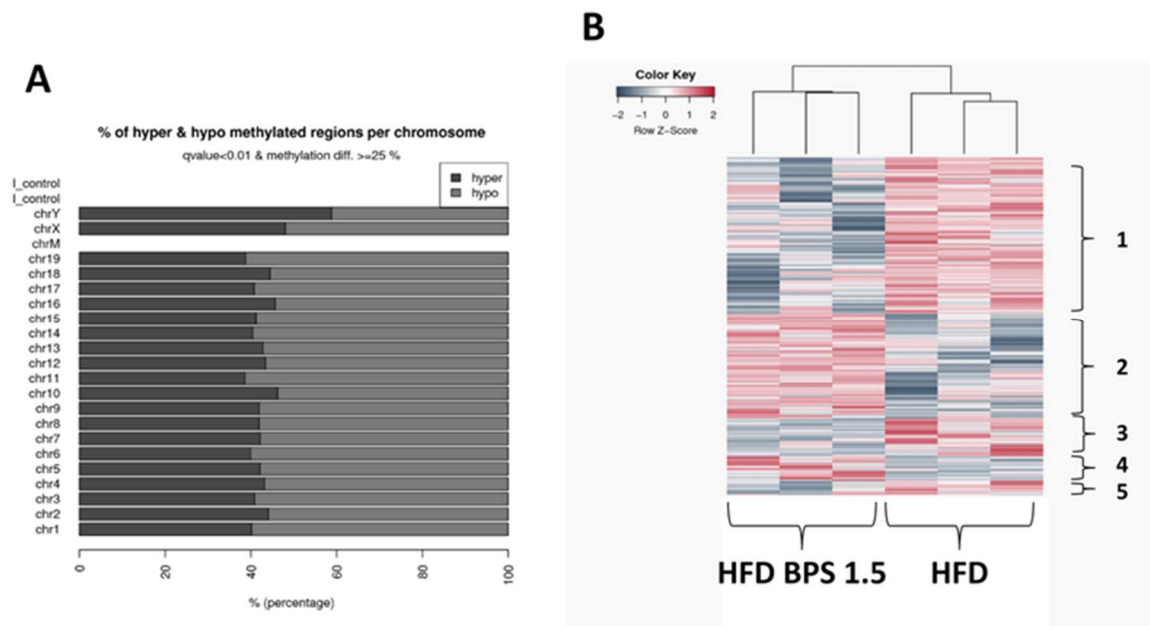 A
% of hyper & hypo methylated regions per chromosome
qvalue<0.01 & methylation diff. >=25 %
hyper
hypo
l_control
l_control
chrY
chrX
chrM
chr19
chr18
chr17
chr16
chr15
chr14
chr13
chr12
chr11
chr10
chr9
chr8
chr7
chr6
chr5
chr4
chr3
chr2
chr1
0 20 40 60 80 100
% (percentage)
B
Color Key
−2 −1 0 1 2
Row Z−Score
1
2
3
4
5
HFD BPS 1.5 HFD